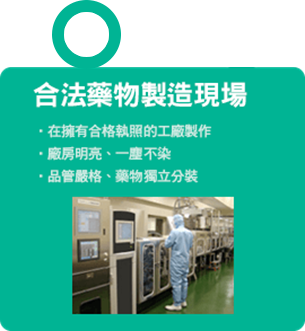 合法藥物製造現場
・在擁有合格執照的工廠製作
・廠房明亮、一塵不染
・品管嚴格、藥物獨立分裝